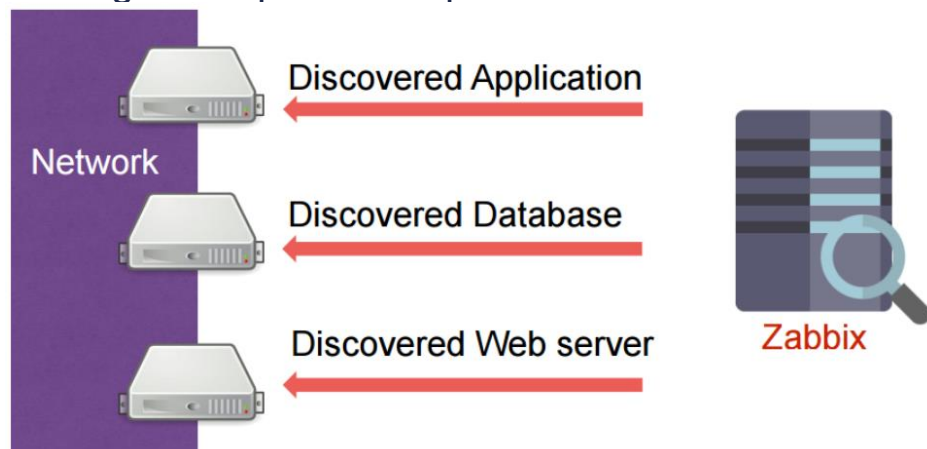 Discovered Application
Network
Discovered Database
Discovered Web server
Zabbix